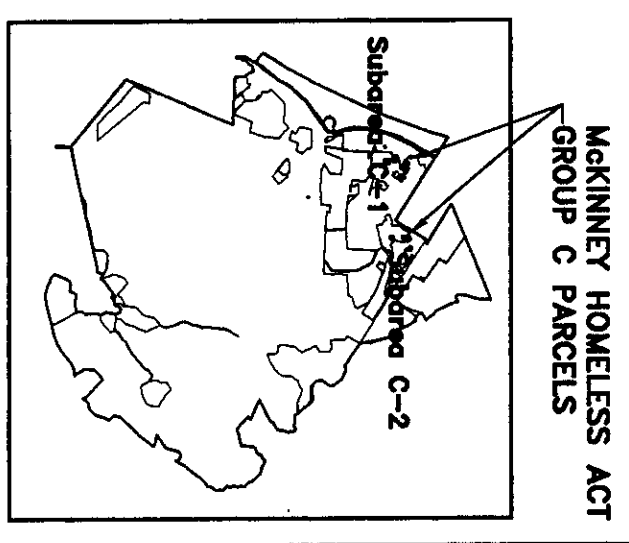 McKINNEY HOMELESS ACT
GROUP C PARCELS
Subarea C-1
Subarea C-2